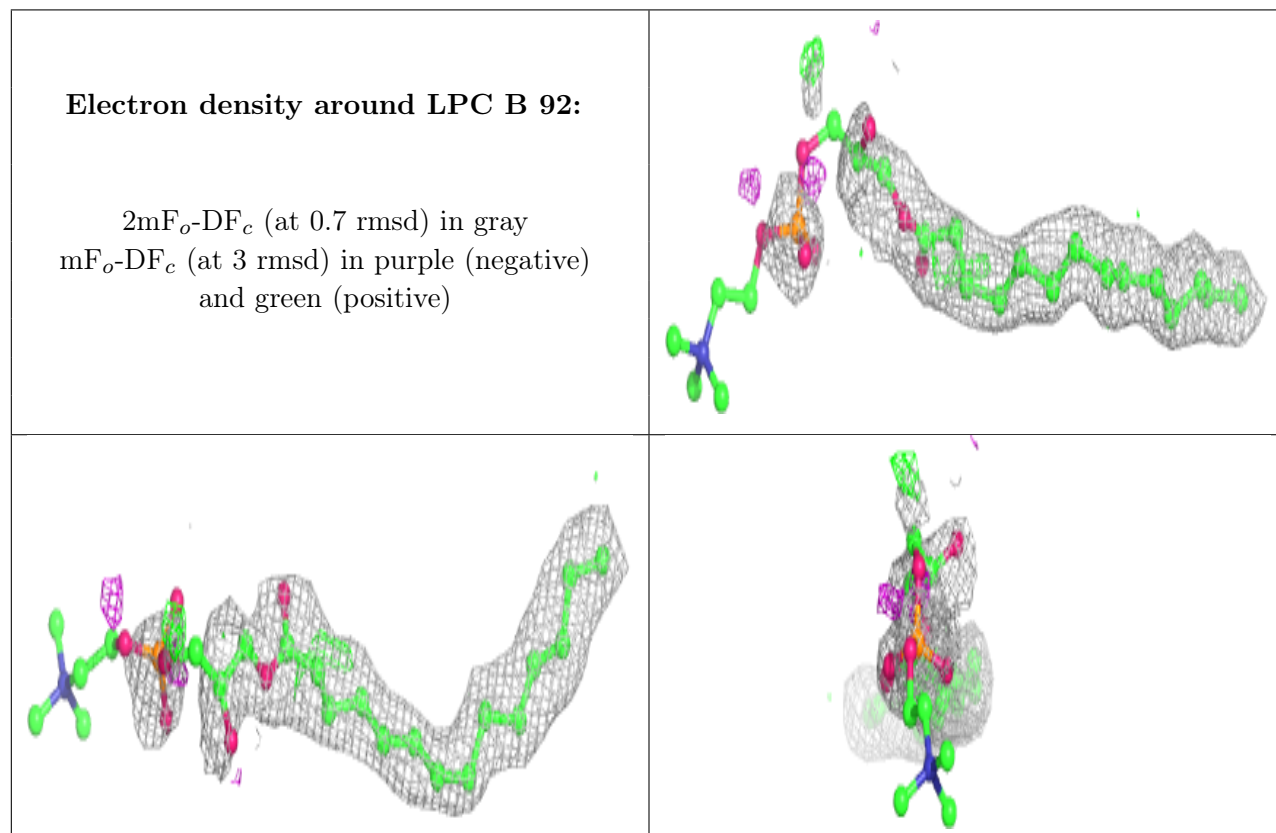 Electron density around LPC B 92:
2mFₒ-DF𝒸 (at 0.7 rmsd) in gray
mFₒ-DF𝒸 (at 3 rmsd) in purple (negative)
and green (positive)